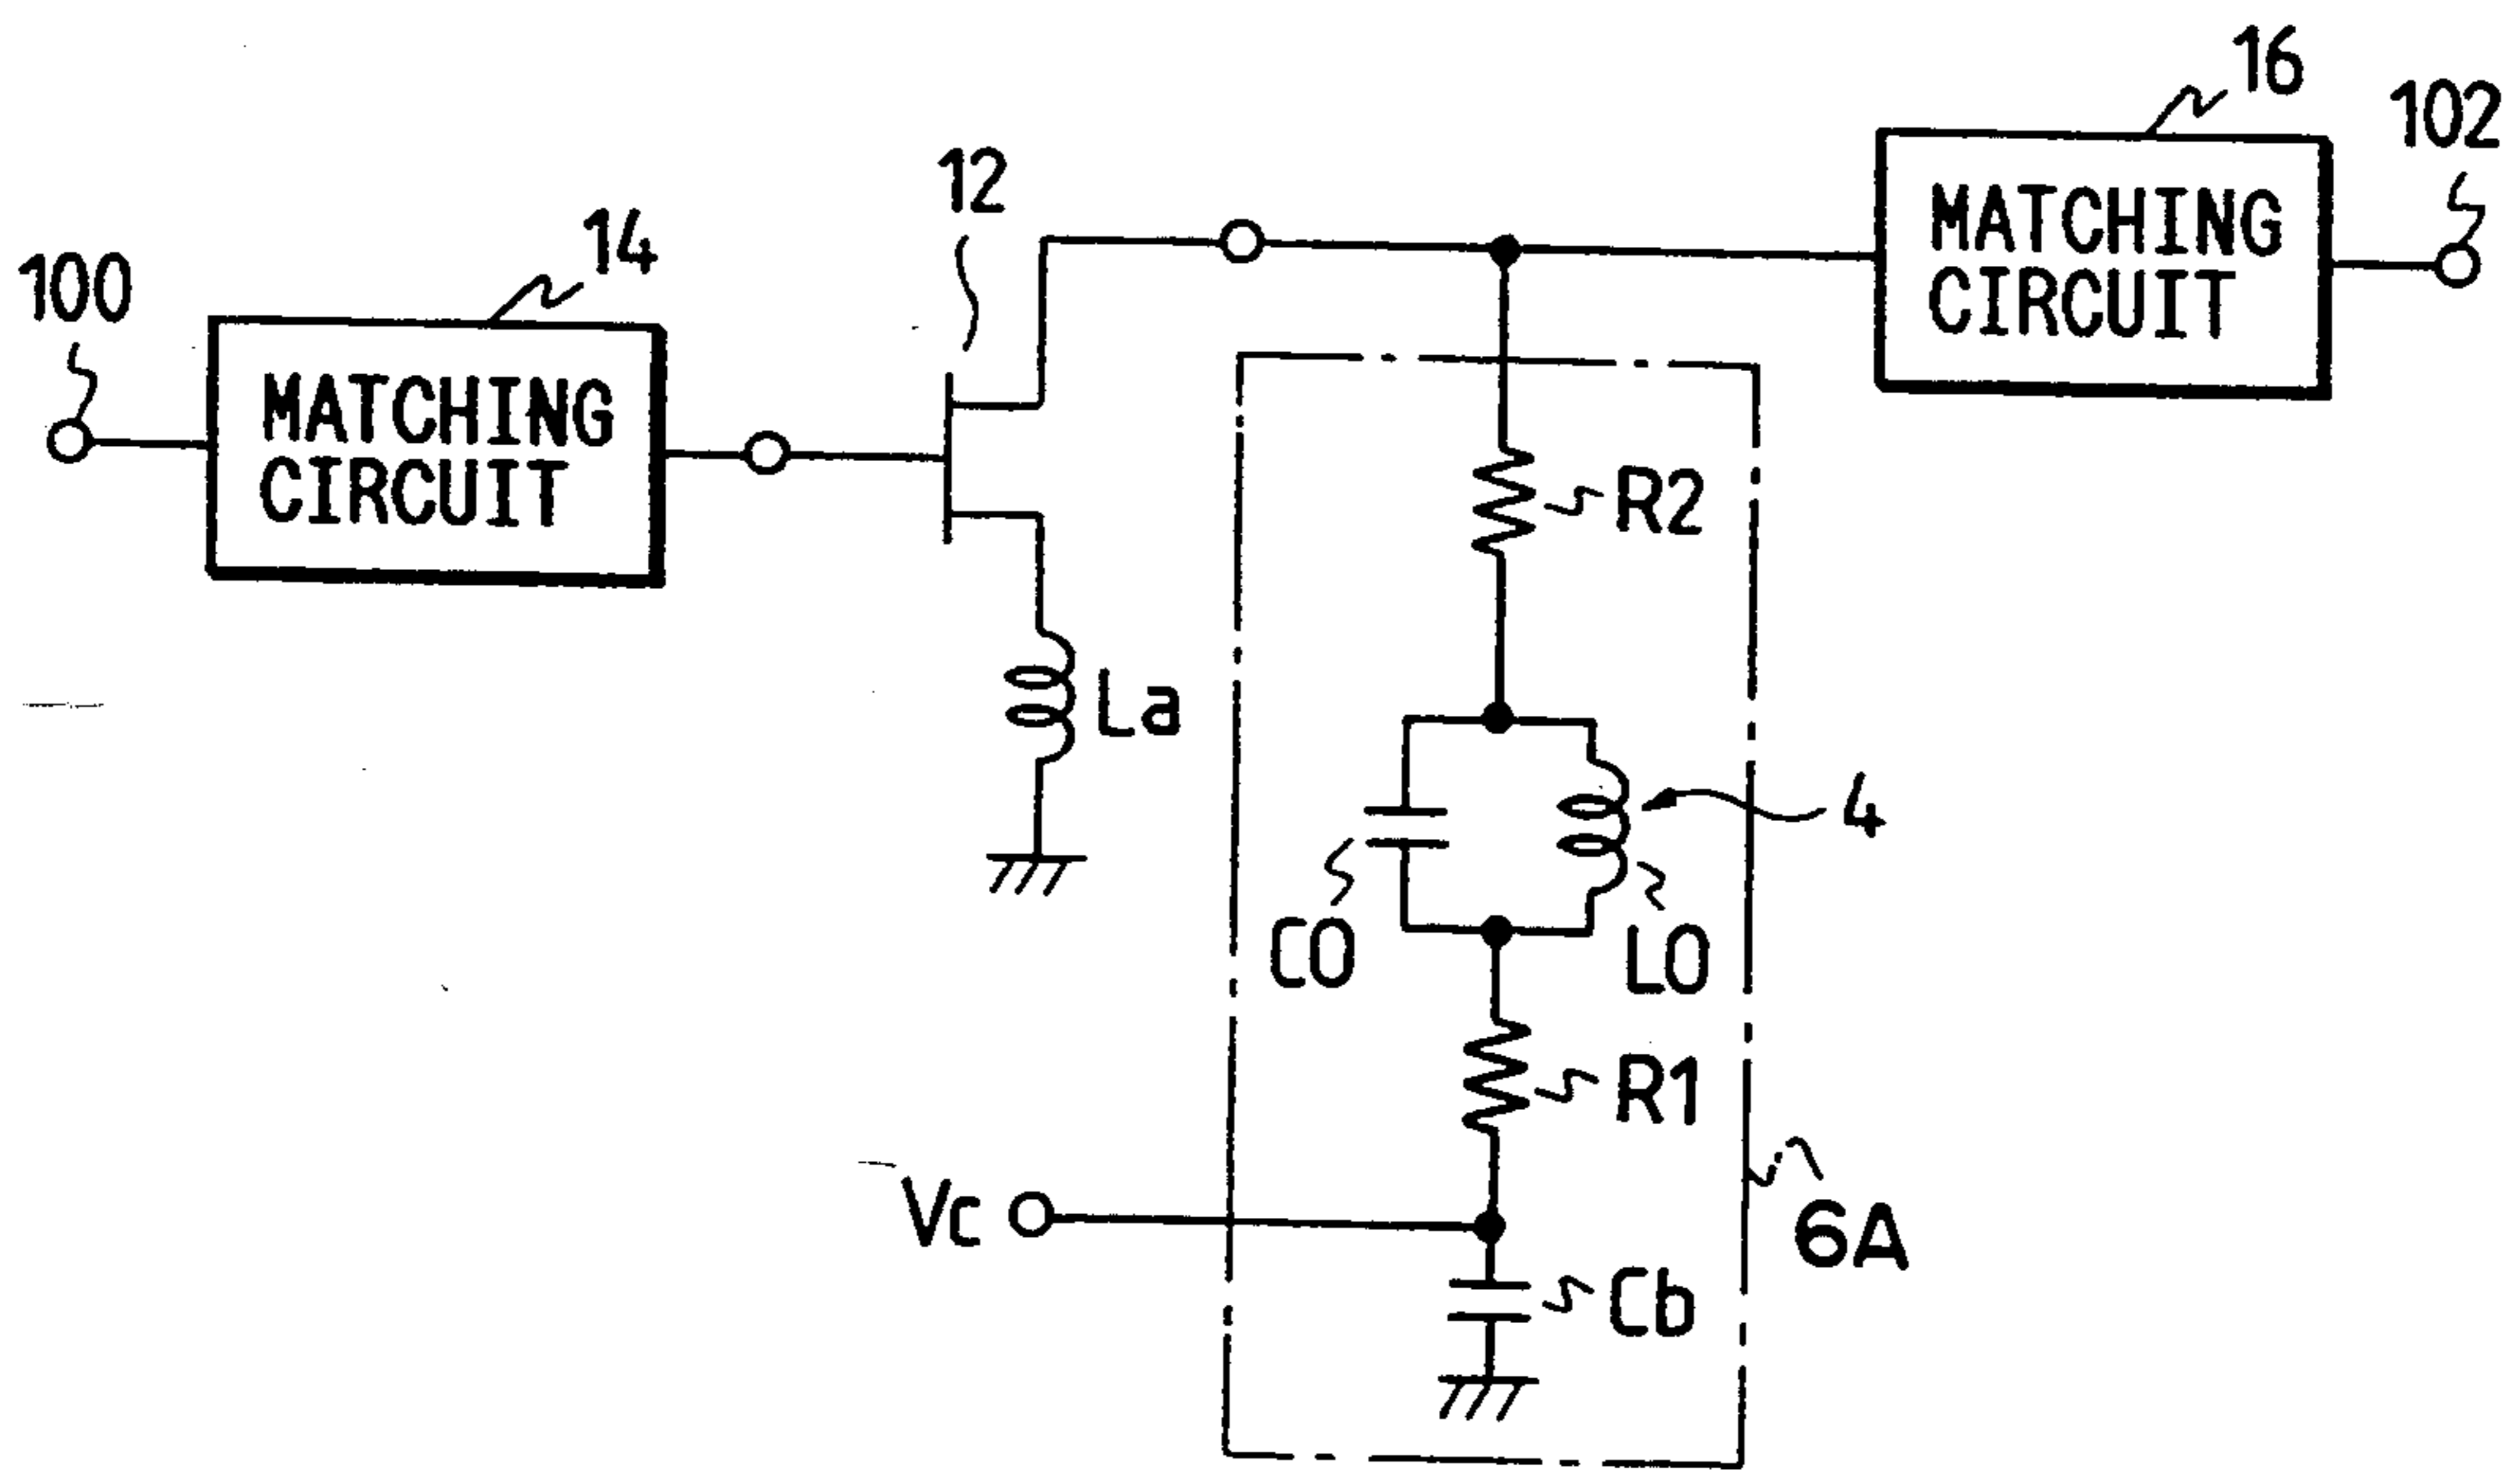 16
102
12
MATCHING
CIRCUIT
14
100
MATCHING
CIRCUIT
R2
La
4
C0
L0
R1
Vc
6A
Cb